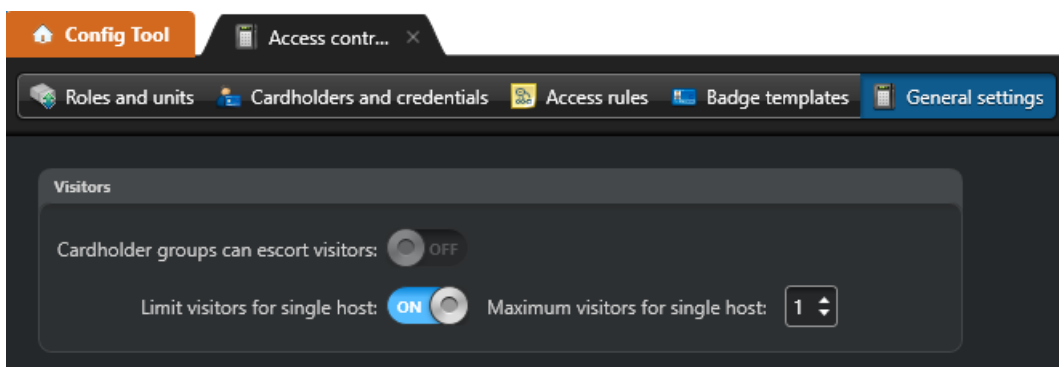 Config Tool
Access contr...
Roles and units Cardholders and credentials Access rules Badge templates General settings
Visitors
Cardholder groups can escort visitors: OFF
Limit visitors for single host: ON Maximum visitors for single host: 1